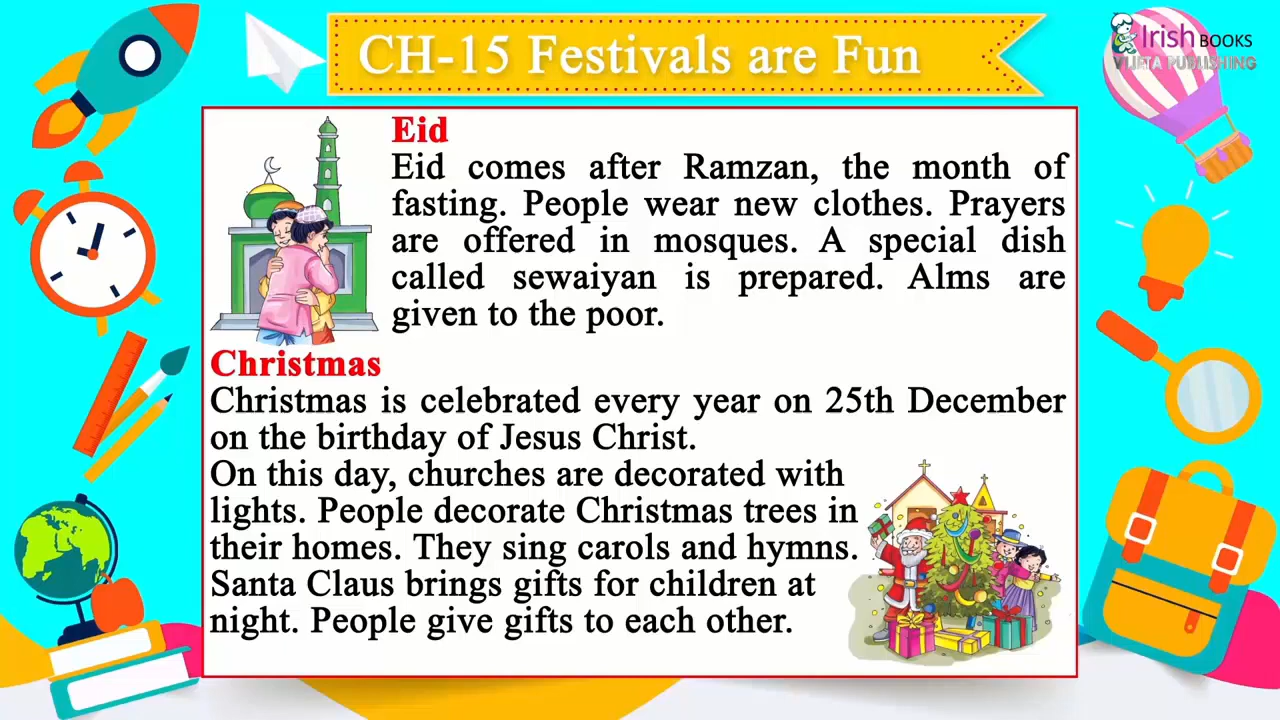 CH-15 Festivals are Fun
Irish BOOKS
VIJETA PUBLISHING
Eid
Eid comes after Ramzan, the month of
fasting. People wear new clothes. Prayers
are offered in mosques. A special dish
called sewaiyan is prepared. Alms are
given to the poor.
Christmas
Christmas is celebrated every year on 25th December
on the birthday of Jesus Christ.
On this day, churches are decorated with
lights. People decorate Christmas trees in
their homes. They sing carols and hymns.
Santa Claus brings gifts for children at
night. People give gifts to each other.